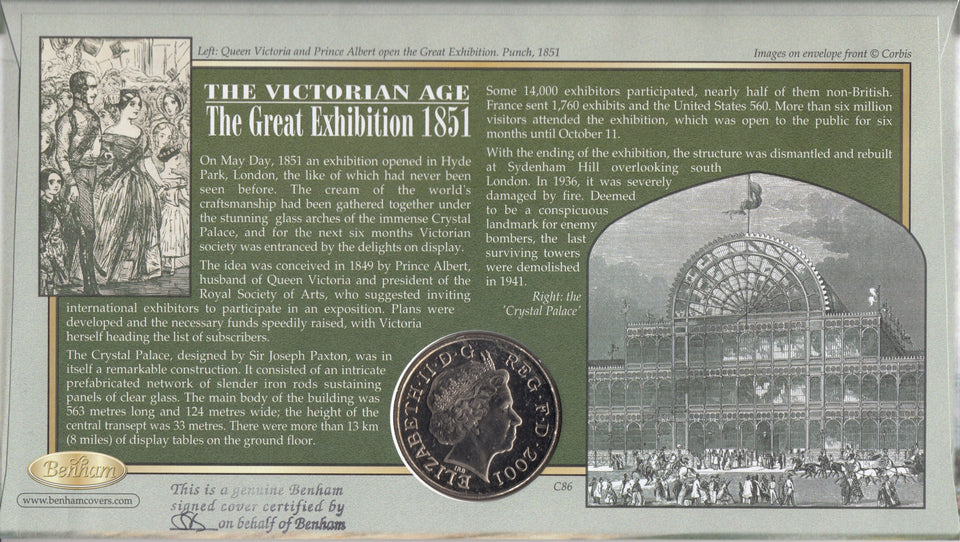 Left: Queen Victoria and Prince Albert open the Great Exhibition. Punch, 1851
Images on envelope front © Corbis
THE VICTORIAN AGE
The Great Exhibition 1851
On May Day, 1851 an exhibition opened in Hyde
Park, London, the like of which had never been
seen before. The cream of the world's
craftsmanship had been gathered together under
the stunning glass arches of the immense Crystal
Palace, and for the next six months Victorian
society was entranced by the delights on display.
The idea was conceived in 1849 by Prince Albert,
husband of Queen Victoria and president of the
Royal Society of Arts, who suggested inviting
international exhibitors to participate in an exposition. Plans were
developed and the necessary funds speedily raised, with Victoria
herself heading the list of subscribers.
The Crystal Palace, designed by Sir Joseph Paxton, was in
itself a remarkable construction. It consisted of an intricate
prefabricated network of slender iron rods sustaining
panels of clear glass. The main body of the building was
563 metres long and 124 metres wide; the height of the
central transept was 33 metres. There were more than 13 km
(8 miles) of display tables on the ground floor.
Some 14,000 exhibitors participated, nearly half of them non-British.
France sent 1,760 exhibits and the United States 560. More than six million
visitors attended the exhibition, which was open to the public for six
months until October 11.
With the ending of the exhibition, the structure was dismantled and rebuilt
at Sydenham Hill overlooking south
London. In 1936, it was severely
damaged by fire. Deemed
to be a conspicuous
landmark for enemy
bombers, the last
surviving towers
were demolished
in 1941.
Right: the
'Crystal Palace'
ELIZABETH·II·D·G REG·F·D·2001
IRB
C86
Benham
www.benhamcovers.com
This is a genuine Benham
signed cover certified by
on behalf of Benham